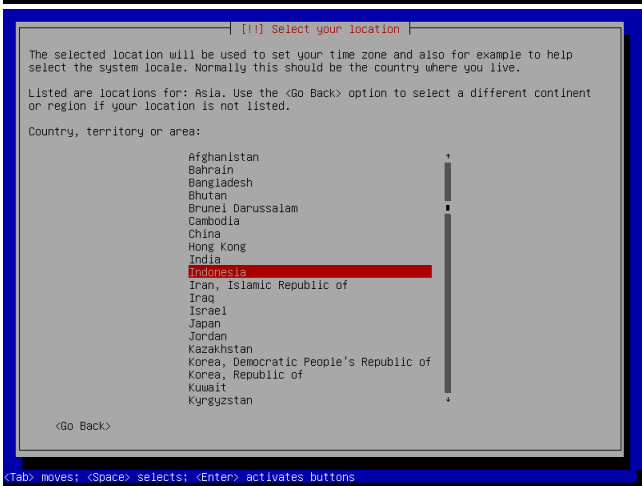 [!!] Select your location
The selected location will be used to set your time zone and also for example to help
select the system locale. Normally this should be the country where you live.
Listed are locations for: Asia. Use the <Go Back> option to select a different continent
or region if your location is not listed.
Country, territory or area:
Afghanistan
Bahrain
Bangladesh
Bhutan
Brunei Darussalam
Cambodia
China
Hong Kong
India
Indonesia
Iran, Islamic Republic of
Iraq
Israel
Japan
Jordan
Kazakhstan
Korea, Democratic People's Republic of
Korea, Republic of
Kuwait
Kyrgyzstan
<Go Back>
<Tab> moves; <Space> selects; <Enter> activates buttons